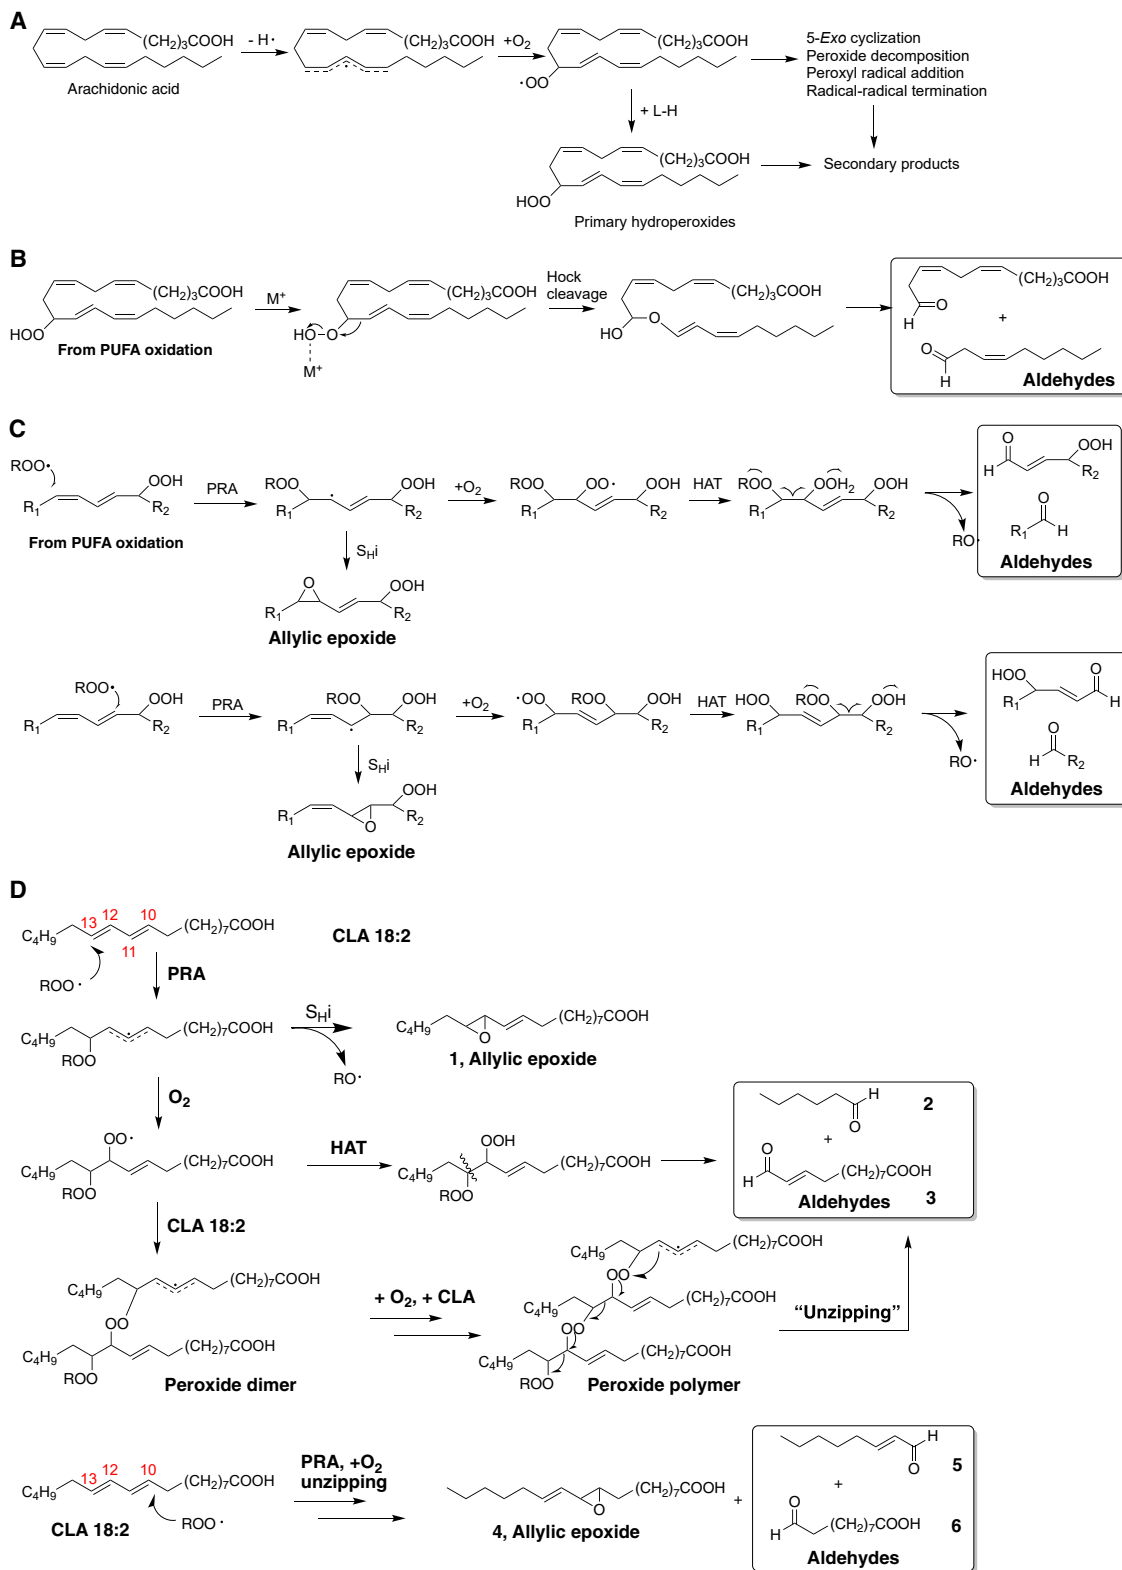 A
(CH2)3COOH
- H•
(CH2)3COOH
+O2
(CH2)3COOH
•OO
5-Exo cyclization
Peroxide decomposition
Peroxyl radical addition
Radical-radical termination
Arachidonic acid
+ L-H
(CH2)3COOH
HOO
Secondary products
Primary hydroperoxides
B
(CH2)3COOH
HOO
From PUFA oxidation
M+
(CH2)3COOH
HO
O
M+
Hock
cleavage
(CH2)3COOH
HO
O
(CH2)3COOH
O
H
+
O
H
Aldehydes
C
ROO•
OOH
R1
R2
From PUFA oxidation
PRA
ROO
•
OOH
R1
R2
+O2
ROO
OO•
OOH
R1
R2
HAT
ROO
OOH2
OOH
R1
R2
RO•
O
H
OOH
R2
O
R1
H
Aldehydes
SHi
O
OOH
R1
R2
Allylic epoxide
ROO•
OOH
R1
R2
PRA
ROO
OOH
R1
•
R2
+O2
•OO
ROO
OOH
R1
R2
HAT
HOO
ROO
OOH
R1
R2
RO•
HOO
O
R1
H
O
H
R2
Aldehydes
SHi
OOH
R1
O
R2
Allylic epoxide
D
C4H9
13
12
11
10
(CH2)7COOH
CLA 18:2
ROO•
PRA
C4H9
•
(CH2)7COOH
ROO
SHi
RO•
C4H9
O
(CH2)7COOH
1, Allylic epoxide
O2
OO•
C4H9
(CH2)7COOH
ROO
HAT
OOH
C4H9
(CH2)7COOH
ROO
H
O
2
+
O
H
(CH2)7COOH
Aldehydes
3
CLA 18:2
C4H9
•
(CH2)7COOH
OO
C4H9
(CH2)7COOH
ROO
Peroxide dimer
+ O2, + CLA
C4H9
•
(CH2)7COOH
OO
C4H9
(CH2)7COOH
OO
C4H9
(CH2)7COOH
ROO
Peroxide polymer
“Unzipping”
C4H9
13
12
10
(CH2)7COOH
CLA 18:2
ROO•
PRA, +O2
unzipping
(CH2)7COOH
O
4, Allylic epoxide
+
H
O
5
+
O
H
(CH2)7COOH
6
Aldehydes